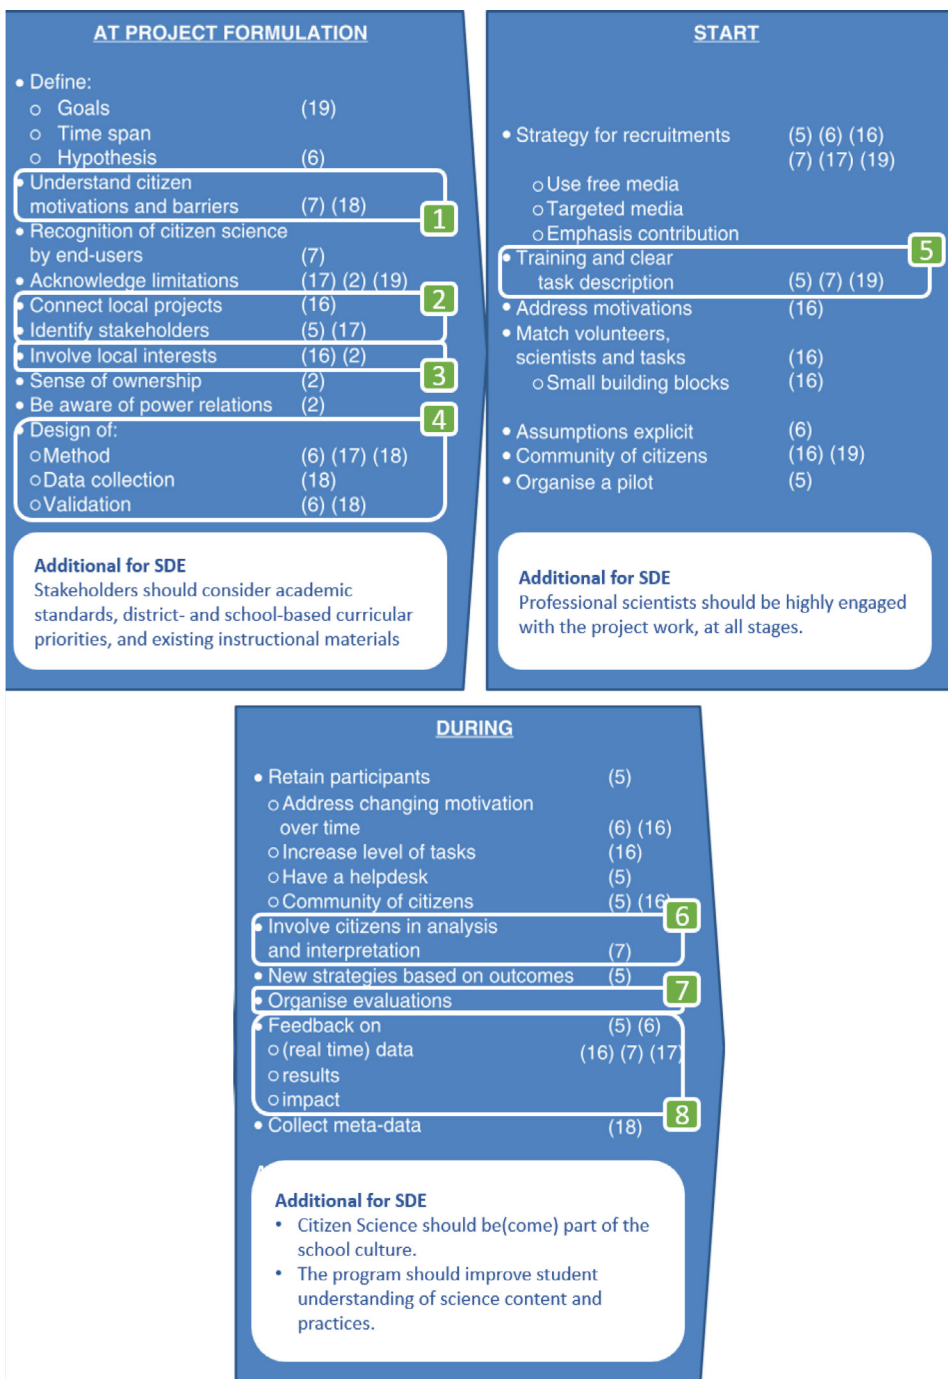 AT PROJECT FORMULATION
• Define:
o Goals (19)
o Time span
o Hypothesis (6)
• Understand citizen
motivations and barriers (7) (18)
1
• Recognition of citizen science
by end-users (7)
• Acknowledge limitations (17) (2) (19)
• Connect local projects (16)
2
• Identify stakeholders (5) (17)
• Involve local interests (16) (2)
3
• Sense of ownership (2)
• Be aware of power relations (2)
4
• Design of:
o Method (6) (17) (18)
o Data collection (18)
o Validation (6) (18)
Additional for SDE
Stakeholders should consider academic
standards, district- and school-based curricular
priorities, and existing instructional materials
START
• Strategy for recruitments (5) (6) (16)
(7) (17) (19)
o Use free media
o Targeted media
o Emphasis contribution
5
• Training and clear
task description (5) (7) (19)
• Address motivations (16)
• Match volunteers,
scientists and tasks (16)
o Small building blocks (16)
• Assumptions explicit (6)
• Community of citizens (16) (19)
• Organise a pilot (5)
Additional for SDE
Professional scientists should be highly engaged
with the project work, at all stages.
DURING
• Retain participants (5)
o Address changing motivation
over time (6) (16)
o Increase level of tasks (16)
o Have a helpdesk (5)
o Community of citizens (5) (16)
6
• Involve citizens in analysis
and interpretation (7)
• New strategies based on outcomes (5)
7
• Organise evaluations
• Feedback on (5) (6)
o (real time) data (16) (7) (17)
o results
o impact
8
• Collect meta-data (18)
Additional for SDE
• Citizen Science should be(come) part of the
school culture.
• The program should improve student
understanding of science content and
practices.